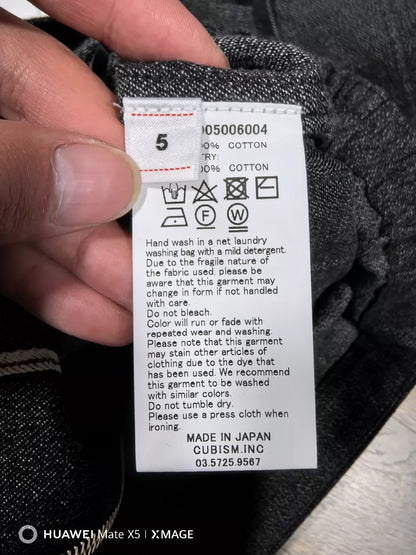 5
005006004
00% COTTON
TRY:
00% COTTON
F
W
Hand wash in a net laundry
washing bag with a mild detergent.
Due to the fragile nature of
the fabric used, please be
aware that this garment may
change in form if not handled
with care.
Do not bleach.
Color will run or fade with
repeated wear and washing.
Please note that this garment
may stain other articles of
clothing due to the dye that
has been used. We recommend
this garment to be washed
with similar colors.
Do not tumble dry.
Please use a press cloth when
ironing.
MADE IN JAPAN
CUBISM.INC
03.5725.9567
HUAWEI Mate X5 | XMAGE